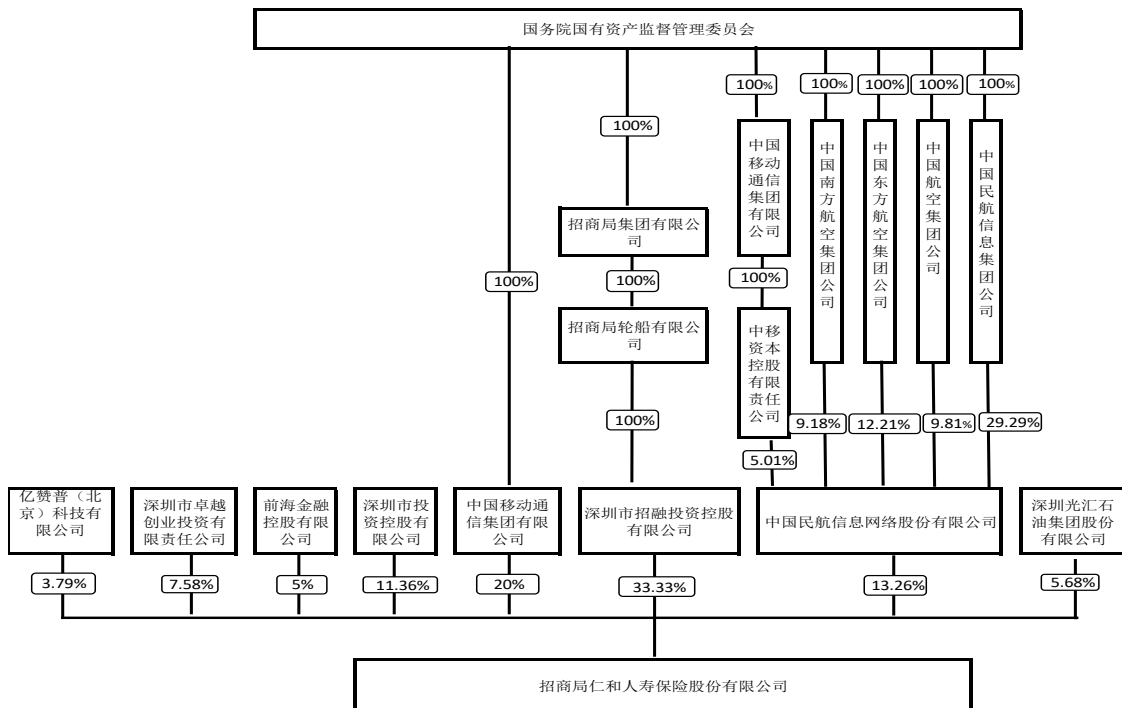 国务院国有资产监督管理委员会
100%
100%
100%
100%
100%
100%
100%
中国
移动
通信
集团
有限
公司
中国南方航空集团公司
中国东方航空集团公司
中国航空集团公司
中国民航信息集团公司
招商局集团有限公
司
100%
100%
招商局轮船有限公
司
中移
资本
控股
有限
责任
公司
100%
9.18%
12.21%
9.81%
29.29%
5.01%
亿赞普（北
京）科技有
限公司
深圳市卓越
创业投资有
限责任公司
前海金融
控股有限
公司
深圳市投
资控股有
限公司
中国移动通
信集团有限
公司
深圳市招融投资控股
有限公司
中国民航信息网络股份有限公司
深圳光汇石
油集团股份
有限公司
3.79%
7.58%
5%
11.36%
20%
33.33%
13.26%
5.68%
招商局仁和人寿保险股份有限公司